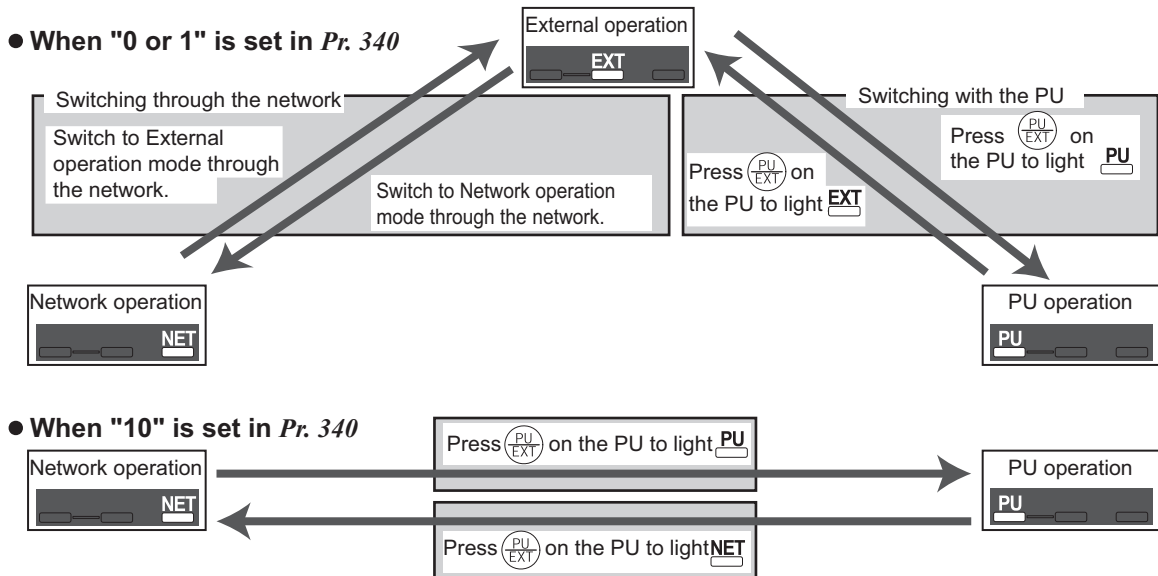 ● When "0 or 1" is set in Pr. 340
External operation
EXT
Switching through the network
Switch to External
operation mode through
the network.
Switch to Network operation
mode through the network.
Switching with the PU
Press PU/EXT on
the PU to light PU
Press PU/EXT on
the PU to light EXT
Network operation
NET
PU operation
PU
● When "10" is set in Pr. 340
Network operation
NET
Press PU/EXT on the PU to light PU
Press PU/EXT on the PU to light NET
PU operation
PU